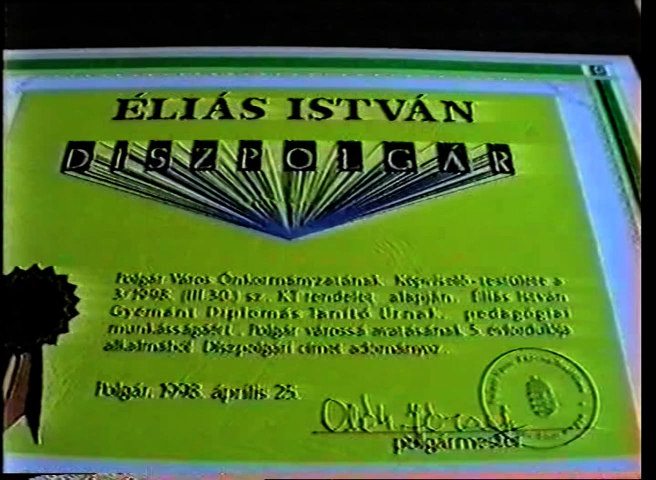 ÉLIÁS ISTVÁN
DISZPOLGÁR
Polgár Város Önkormányzatának Képviselő-testülete a
3/1998. (III.30.) sz. KT rendelet alapján Éliás István
Gyémánt Diplomás Tanító Úrnak pedagógiai
munkásságáért, Polgár várossá avatásának 5. évfordulója
alkalmából Díszpolgári címet adományoz.
Polgár, 1998. április 25.
polgármester